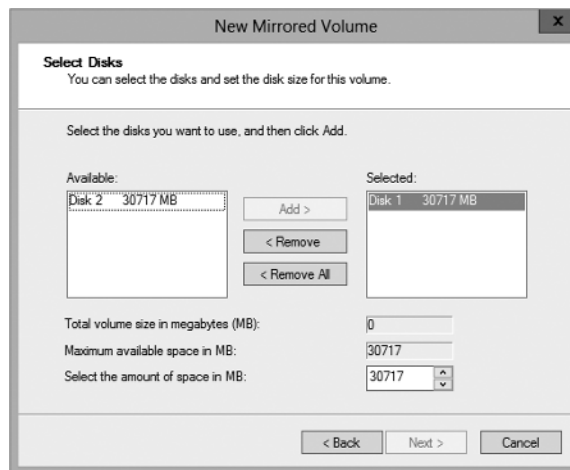 New Mirrored Volume
x
Select Disks
You can select the disks and set the disk size for this volume.
Select the disks you want to use, and then click Add.
Available:
Selected:
Disk 2 30717 MB
Add >
Disk 1 30717 MB
< Remove
< Remove All
Total volume size in megabytes (MB):
0
Maximum available space in MB:
30717
Select the amount of space in MB:
30717
< Back
Next >
Cancel